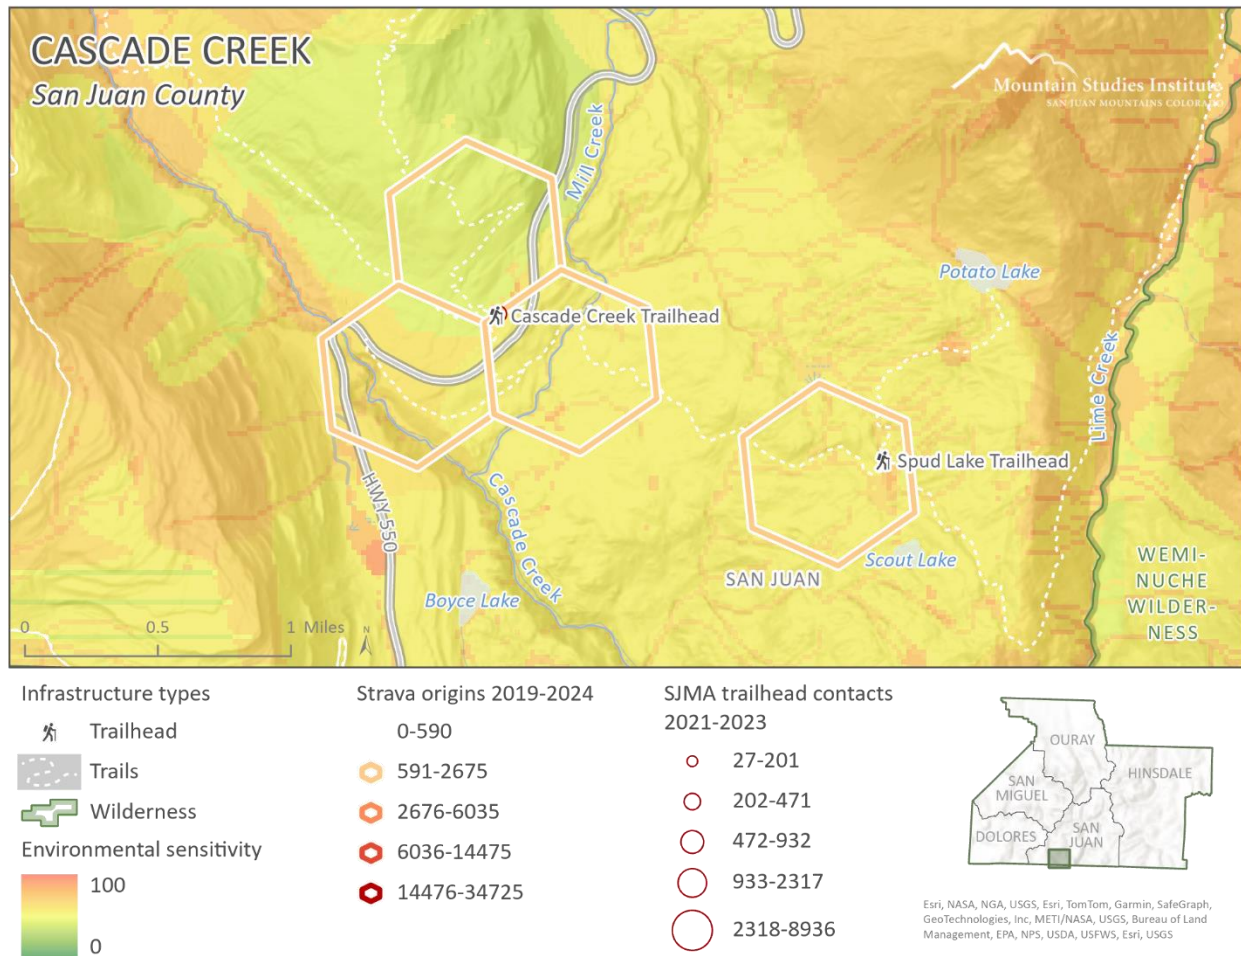 CASCADE CREEK
San Juan County
Mountain Studies Institute
SAN JUAN MOUNTAINS COLORADO
Mill Creek
Potato Lake
Cascade Creek Trailhead
Lime Creek
Spud Lake Trailhead
HWY 550
Cascade Creek
Scout Lake
SAN JUAN
Boyce Lake
WEMI-
NUCHE
WILDER-
NESS
0 0.5 1 Miles
N
Infrastructure types
Trailhead
Trails
Wilderness
Environmental sensitivity
100
0
Strava origins 2019-2024
0-590
591-2675
2676-6035
6036-14475
14476-34725
SJMA trailhead contacts
2021-2023
27-201
202-471
472-932
933-2317
2318-8936
OURAY
HINSDALE
SAN
MIGUEL
DOLORES
SAN
JUAN
Esri, NASA, NGA, USGS, Esri, TomTom, Garmin, SafeGraph,
GeoTechnologies, Inc, METI/NASA, USGS, Bureau of Land
Management, EPA, NPS, USDA, USFWS, Esri, USGS